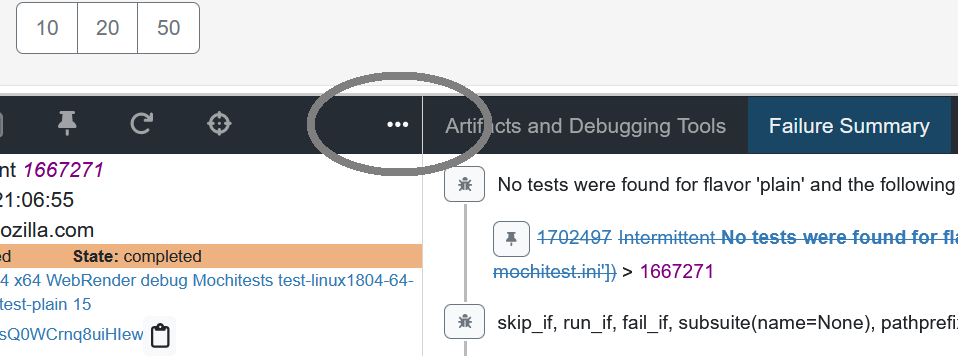 10 20 50
Artifacts and Debugging Tools Failure Summary
nt 1667271
21:06:55
ozilla.com
ed State: completed
4 x64 WebRender debug Mochitests test-linux1804-64-
test-plain 15
sQ0WCrnq8uiHIew
No tests were found for flavor 'plain' and the following
1702497 Intermittent No tests were found for fla
mochitest.ini']) > 1667271
skip_if, run_if, fail_if, subsuite(name=None), pathprefix